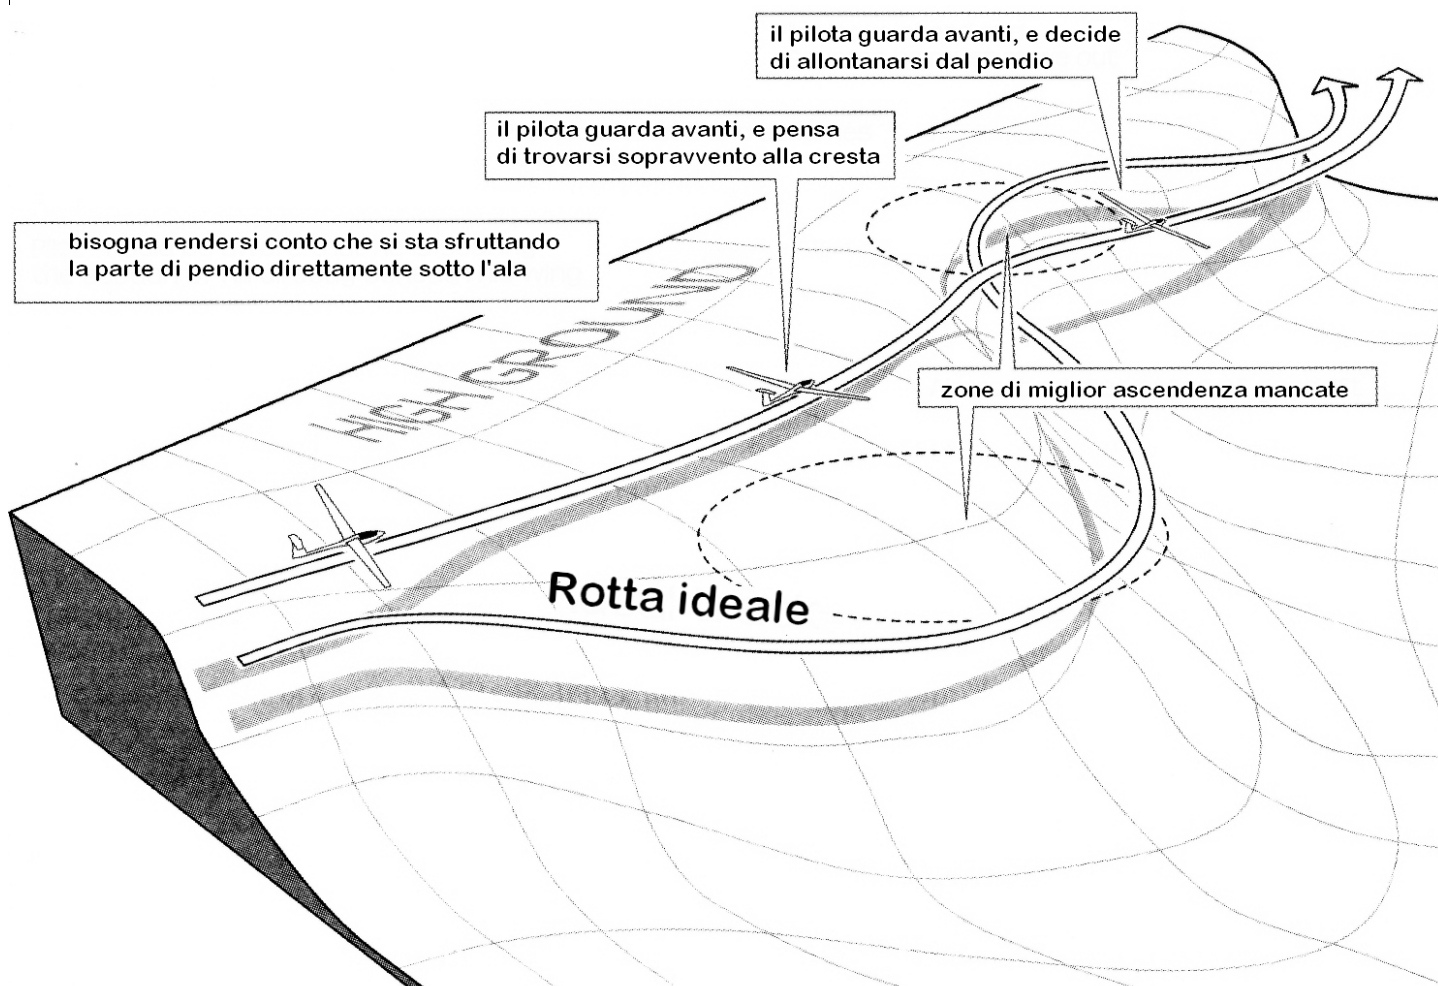 il pilota guarda avanti, e decide
di allontanarsi dal pendio
il pilota guarda avanti, e pensa
di trovarsi sopravvento alla cresta
bisogna rendersi conto che si sta sfruttando
la parte di pendio direttamente sotto l'ala
HIGH GROUND
zone di miglior ascendenza mancate
Rotta ideale